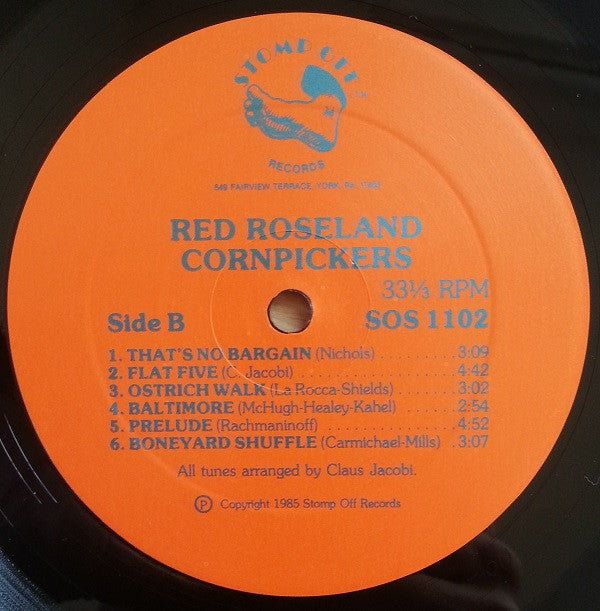 STOMP OFF
RECORDS
549 FAIRVIEW TERRACE, YORK, PA. 17403
RED ROSELAND
CORNPICKERS
33⅓ RPM
Side B SOS 1102
1. THAT'S NO BARGAIN (Nichols) ........ 3:09
2. FLAT FIVE (C. Jacobi) ............... 4:42
3. OSTRICH WALK (La Rocca-Shields) ..... 3:02
4. BALTIMORE (McHugh-Healey-Kahel) .... 2:54
5. PRELUDE (Rachmaninoff) ............ 4:52
6. BONEYARD SHUFFLE (Carmichael-Mills) . 3:07
All tunes arranged by Claus Jacobi.
Ⓟ Copyright 1985 Stomp Off Records